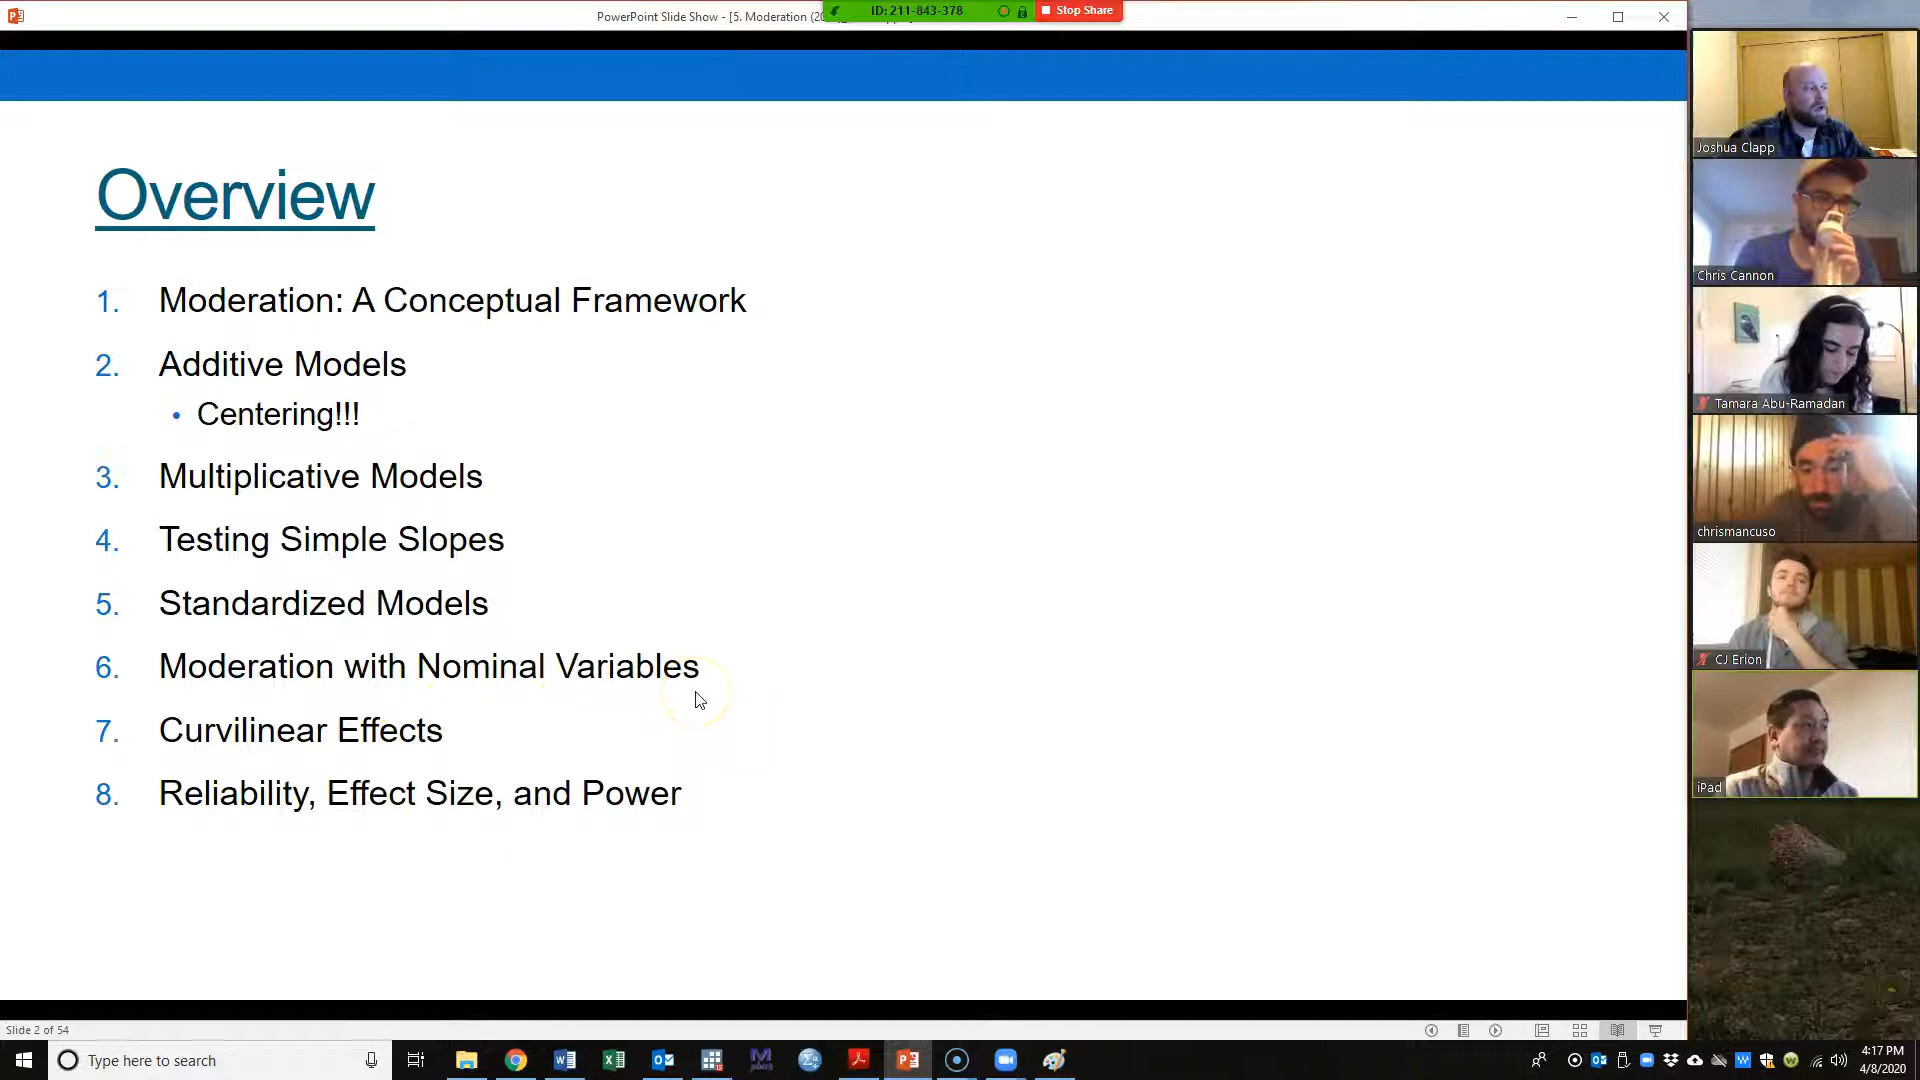 PowerPoint Slide Show - [5. Moderation (20
ID: 211-843-378
Stop Share
Overview
1. Moderation: A Conceptual Framework
2. Additive Models
• Centering!!!
3. Multiplicative Models
4. Testing Simple Slopes
5. Standardized Models
6. Moderation with Nominal Variables
7. Curvilinear Effects
8. Reliability, Effect Size, and Power
Joshua Clapp
Chris Cannon
Tamara Abu-Ramadan
chrismancuso
CJ Erion
iPad
Slide 2 of 54
Type here to search
4:17 PM
4/8/2020